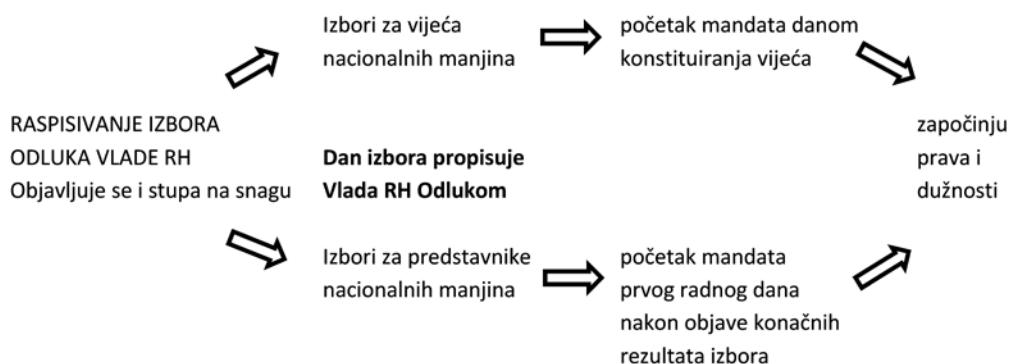 Izbori za vijeća
nacionalnih manjina
početak mandata danom
konstituiranja vijeća
RASPISIVANJE IZBORA
ODLUKA VLADE RH
Objavljuje se i stupa na snagu
Dan izbora propisuje
Vlada RH Odlukom
započinju
prava i
dužnosti
Izbori za predstavnike
nacionalnih manjina
početak mandata
prvog radnog dana
nakon objave konačnih
rezultata izbora